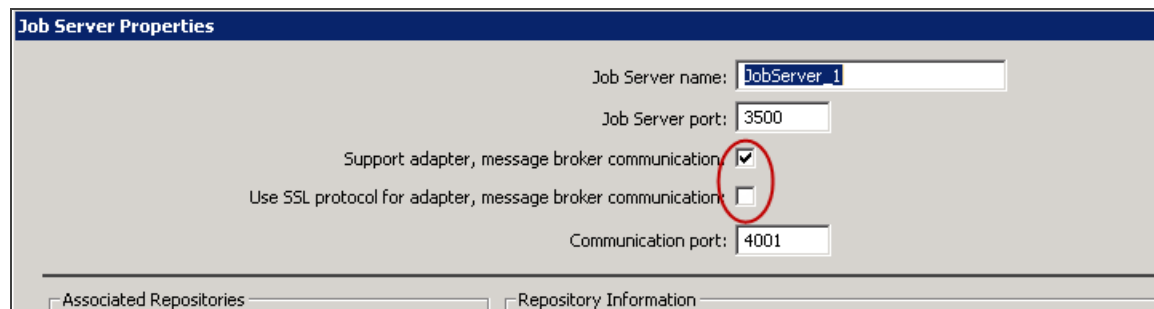 Job Server Properties
Job Server name: JobServer_1
Job Server port: 3500
Support adapter, message broker communication:
Use SSL protocol for adapter, message broker communication:
Communication port: 4001
Associated Repositories Repository Information